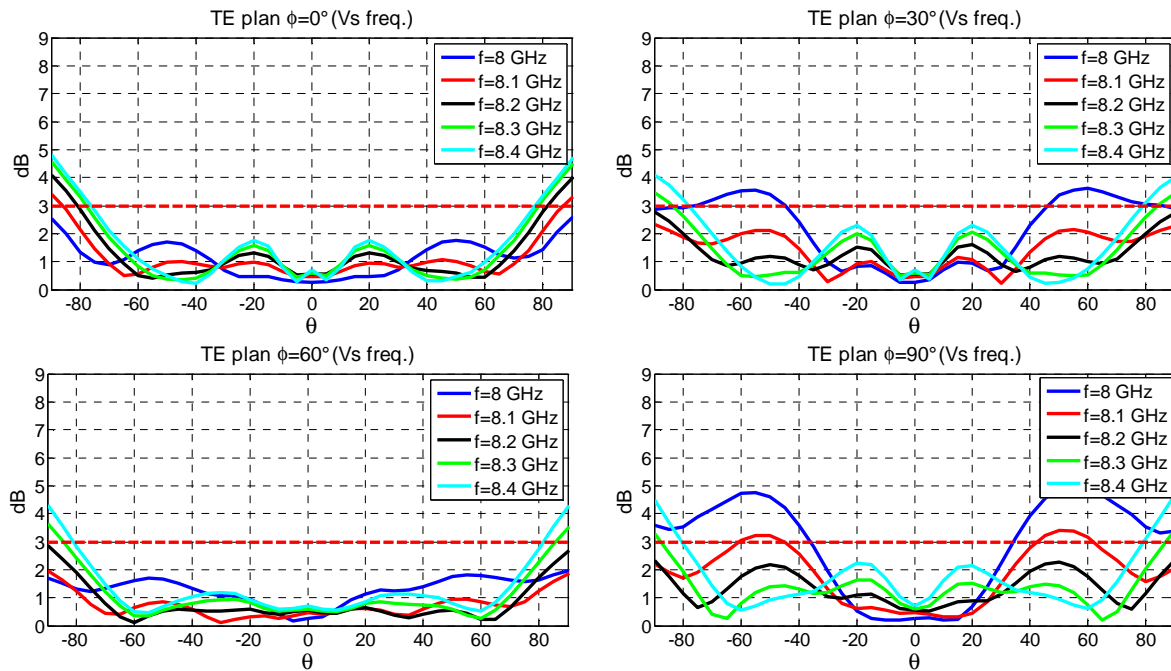 TE plan ϕ=0° (Vs freq.)
9
8
7
6
5
4
3
2
1
0
dB
-80 -60 -40 -20 0 20 40 60 80
θ
f=8 GHz
f=8.1 GHz
f=8.2 GHz
f=8.3 GHz
f=8.4 GHz
TE plan ϕ=30° (Vs freq.)
9
8
7
6
5
4
3
2
1
0
dB
-80 -60 -40 -20 0 20 40 60 80
θ
f=8 GHz
f=8.1 GHz
f=8.2 GHz
f=8.3 GHz
f=8.4 GHz
TE plan ϕ=60° (Vs freq.)
9
8
7
6
5
4
3
2
1
0
dB
-80 -60 -40 -20 0 20 40 60 80
θ
f=8 GHz
f=8.1 GHz
f=8.2 GHz
f=8.3 GHz
f=8.4 GHz
TE plan ϕ=90° (Vs freq.)
9
8
7
6
5
4
3
2
1
0
dB
-80 -60 -40 -20 0 20 40 60 80
θ
f=8 GHz
f=8.1 GHz
f=8.2 GHz
f=8.3 GHz
f=8.4 GHz